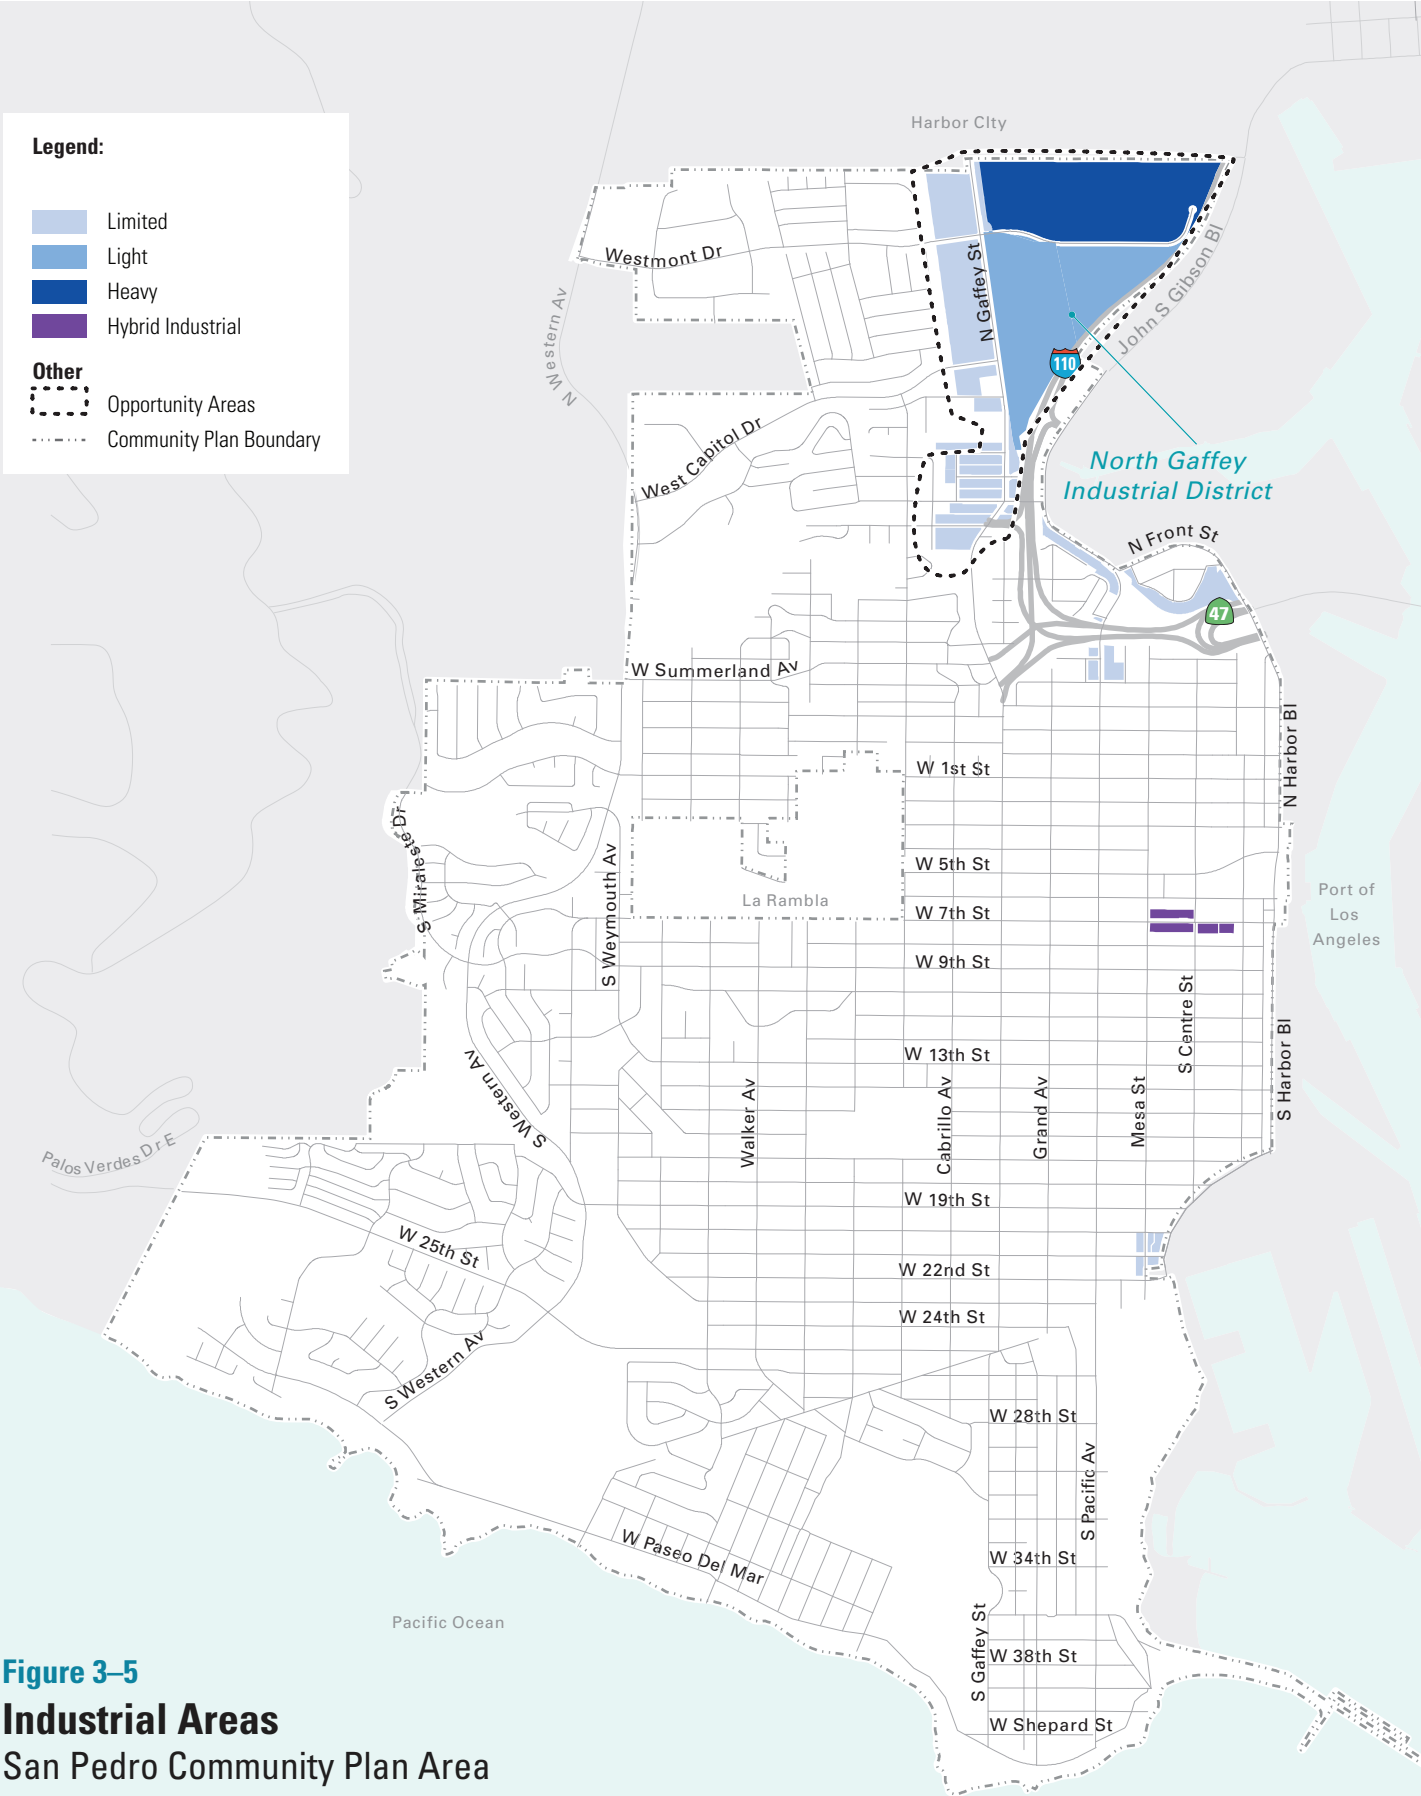 Harbor CIty
Legend:
Limited
Light
Heavy
Hybrid Industrial
Other
Opportunity Areas
Community Plan Boundary
Westmont Dr
N Gaffey St
John S Gibson Bl
N Western Av
110
West Capitol Dr
North Gaffey
Industrial District
N Front St
47
W Summerland Av
N Harbor Bl
W 1st St
S Miraleste Dr
S Weymouth Av
W 5th St
La Rambla
W 7th St
Port of
Los
Angeles
W 9th St
S Centre St
S Harbor Bl
W 13th St
S Western Av
Walker Av
Cabrillo Av
Grand Av
Mesa St
Palos Verdes Dr E
W 19th St
W 25th St
W 22nd St
W 24th St
S Western Av
W 28th St
S Pacific Av
W Paseo Del Mar
W 34th St
Pacific Ocean
S Gaffey St
W 38th St
W Shepard St
Figure 3–5
Industrial Areas
San Pedro Community Plan Area